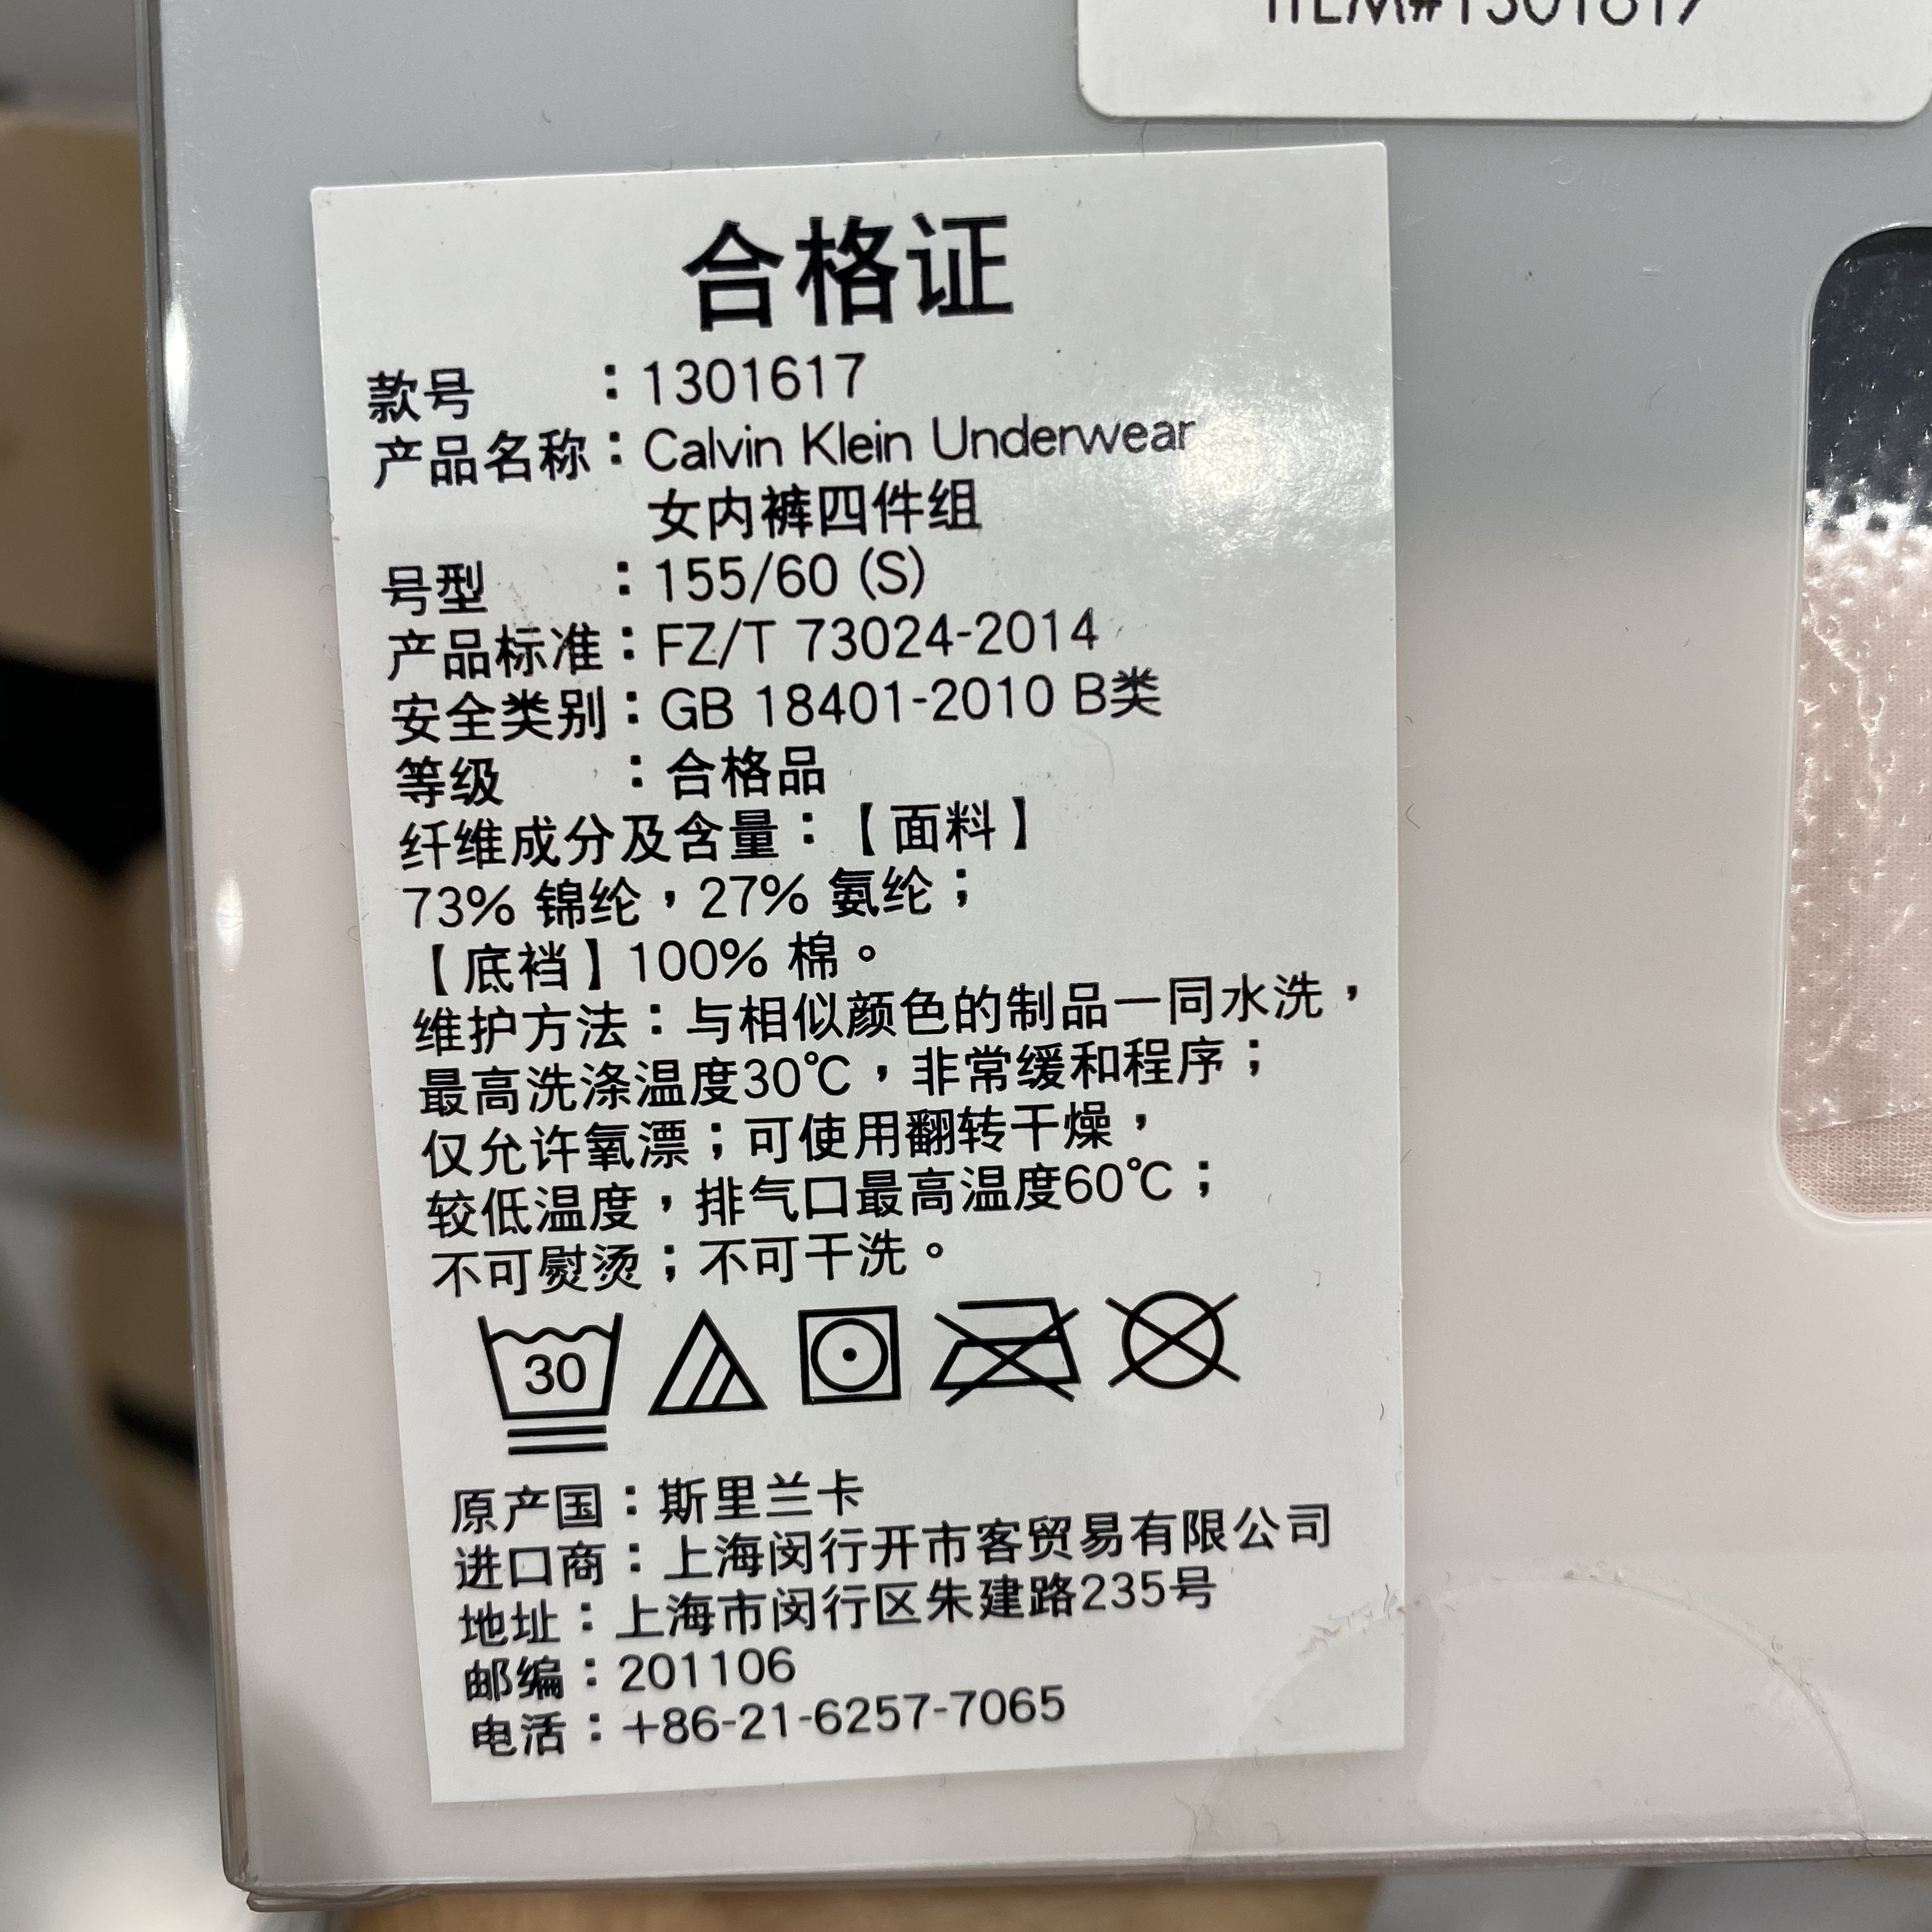 ITEM#1301617
合格证
款号 : 1301617
产品名称 : Calvin Klein Underwear
女内裤四件组
号型 : 155/60 (S)
产品标准 : FZ/T 73024-2014
安全类别 : GB 18401-2010 B类
等级 : 合格品
纤维成分及含量 : 【面料】
73% 锦纶，27% 氨纶；
【底裆】100% 棉。
维护方法 : 与相似颜色的制品一同水洗，
最高洗涤温度30℃，非常缓和程序；
仅允许氧漂；可使用翻转干燥，
较低温度，排气口最高温度60℃；
不可熨烫；不可干洗。
30
原产国 : 斯里兰卡
进口商 : 上海闵行开市客贸易有限公司
地址 : 上海市闵行区朱建路235号
邮编 : 201106
电活 : +86-21-6257-7065